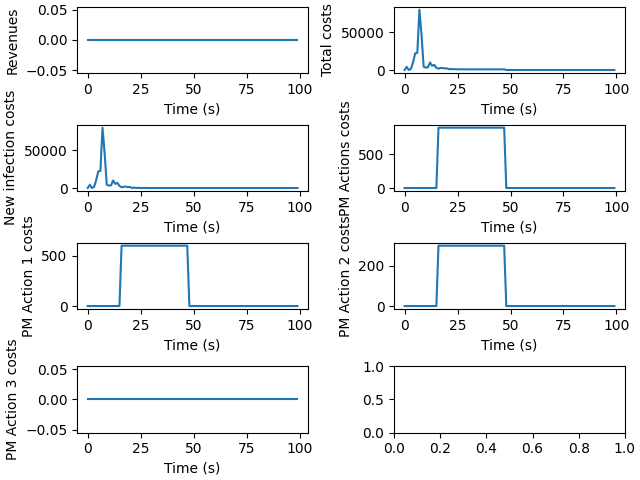 Revenues
0.05
0.00
−0.05
0 25 50 75 100
Time (s)
Total costs
50000
0
0 25 50 75 100
Time (s)
New infection costs
50000
0
0 25 50 75 100
Time (s)
PM Actions costs
500
0
0 25 50 75 100
Time (s)
PM Action 1 costs
500
0
0 25 50 75 100
Time (s)
PM Action 2 costs
200
0
0 25 50 75 100
Time (s)
PM Action 3 costs
0.05
0.00
−0.05
0 25 50 75 100
Time (s)
1.0
0.5
0.0
0.0 0.2 0.4 0.6 0.8 1.0